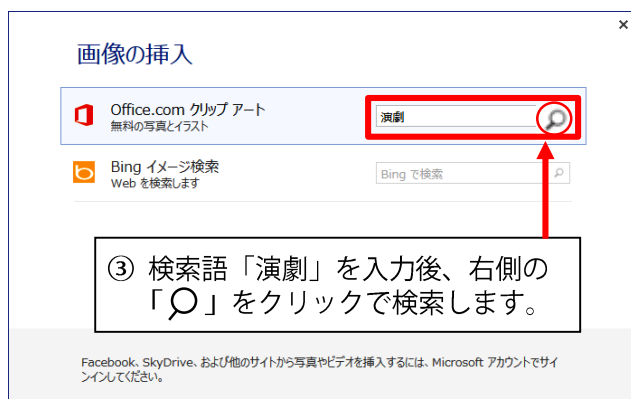 画像の挿入
Office.com クリップ アート
無料の写真とイラスト
演劇
Bing イメージ検索
Web を検索します
Bing で検索
③ 検索語「演劇」を入力後、右側の
「🔎」をクリックで検索します。
Facebook、SkyDrive、および他のサイトから写真やビデオを挿入するには、Microsoft アカウントでサイ
ンインしてください。